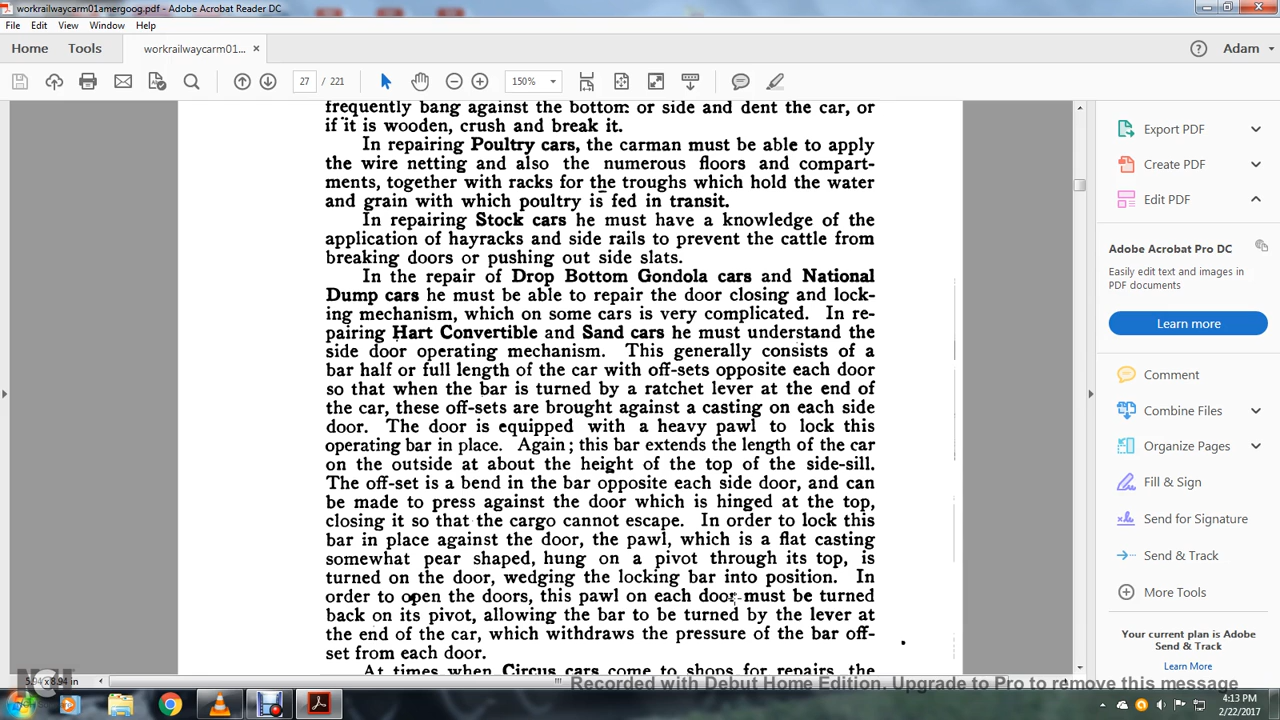 workrailwaycarm01amergoog.pdf - Adobe Acrobat Reader DC
File Edit View Window Help
Home Tools workrailwaycarm01... × Adam
27 / 221 150%
frequently bang against the bottom or side and dent the car, or
if it is wooden, crush and break it.
In repairing Poultry cars, the carman must be able to apply
the wire netting and also the numerous floors and compart-
ments, together with racks for the troughs which hold the water
and grain with which poultry is fed in transit.
In repairing Stock cars he must have a knowledge of the
application of hayracks and side rails to prevent the cattle from
breaking doors or pushing out side slats.
In the repair of Drop Bottom Gondola cars and National
Dump cars he must be able to repair the door closing and lock-
ing mechanism, which on some cars is very complicated. In re-
pairing Hart Convertible and Sand cars he must understand the
side door operating mechanism. This generally consists of a
bar half or full length of the car with off-sets opposite each door
so that when the bar is turned by a ratchet lever at the end of
the car, these off-sets are brought against a casting on each side
door. The door is equipped with a heavy pawl to lock this
operating bar in place. Again; this bar extends the length of the car
on the outside at about the height of the top of the side-sill.
The off-set is a bend in the bar opposite each side door, and can
be made to press against the door which is hinged at the top,
closing it so that the cargo cannot escape. In order to lock this
bar in place against the door, the pawl, which is a flat casting
somewhat pear shaped, hung on a pivot through its top, is
turned on the door, wedging the locking bar into position. In
order to open the doors, this pawl on each door must be turned
back on its pivot, allowing the bar to be turned by the lever at
the end of the car, which withdraws the pressure of the bar off-
set from each door.
At times when Circus cars come to shops for repairs, the
Export PDF
Create PDF
Edit PDF
Adobe Acrobat Pro DC
Easily edit text and images in
PDF documents
Learn more
Comment
Combine Files
Organize Pages
Fill & Sign
Send for Signature
Send & Track
More Tools
Your current plan is Adobe
Send & Track
Learn More
5.94 x 8.94 in
NCH
Recorded with Debut Home Edition. Upgrade to Pro to remove this message
4:13 PM
2/22/2017